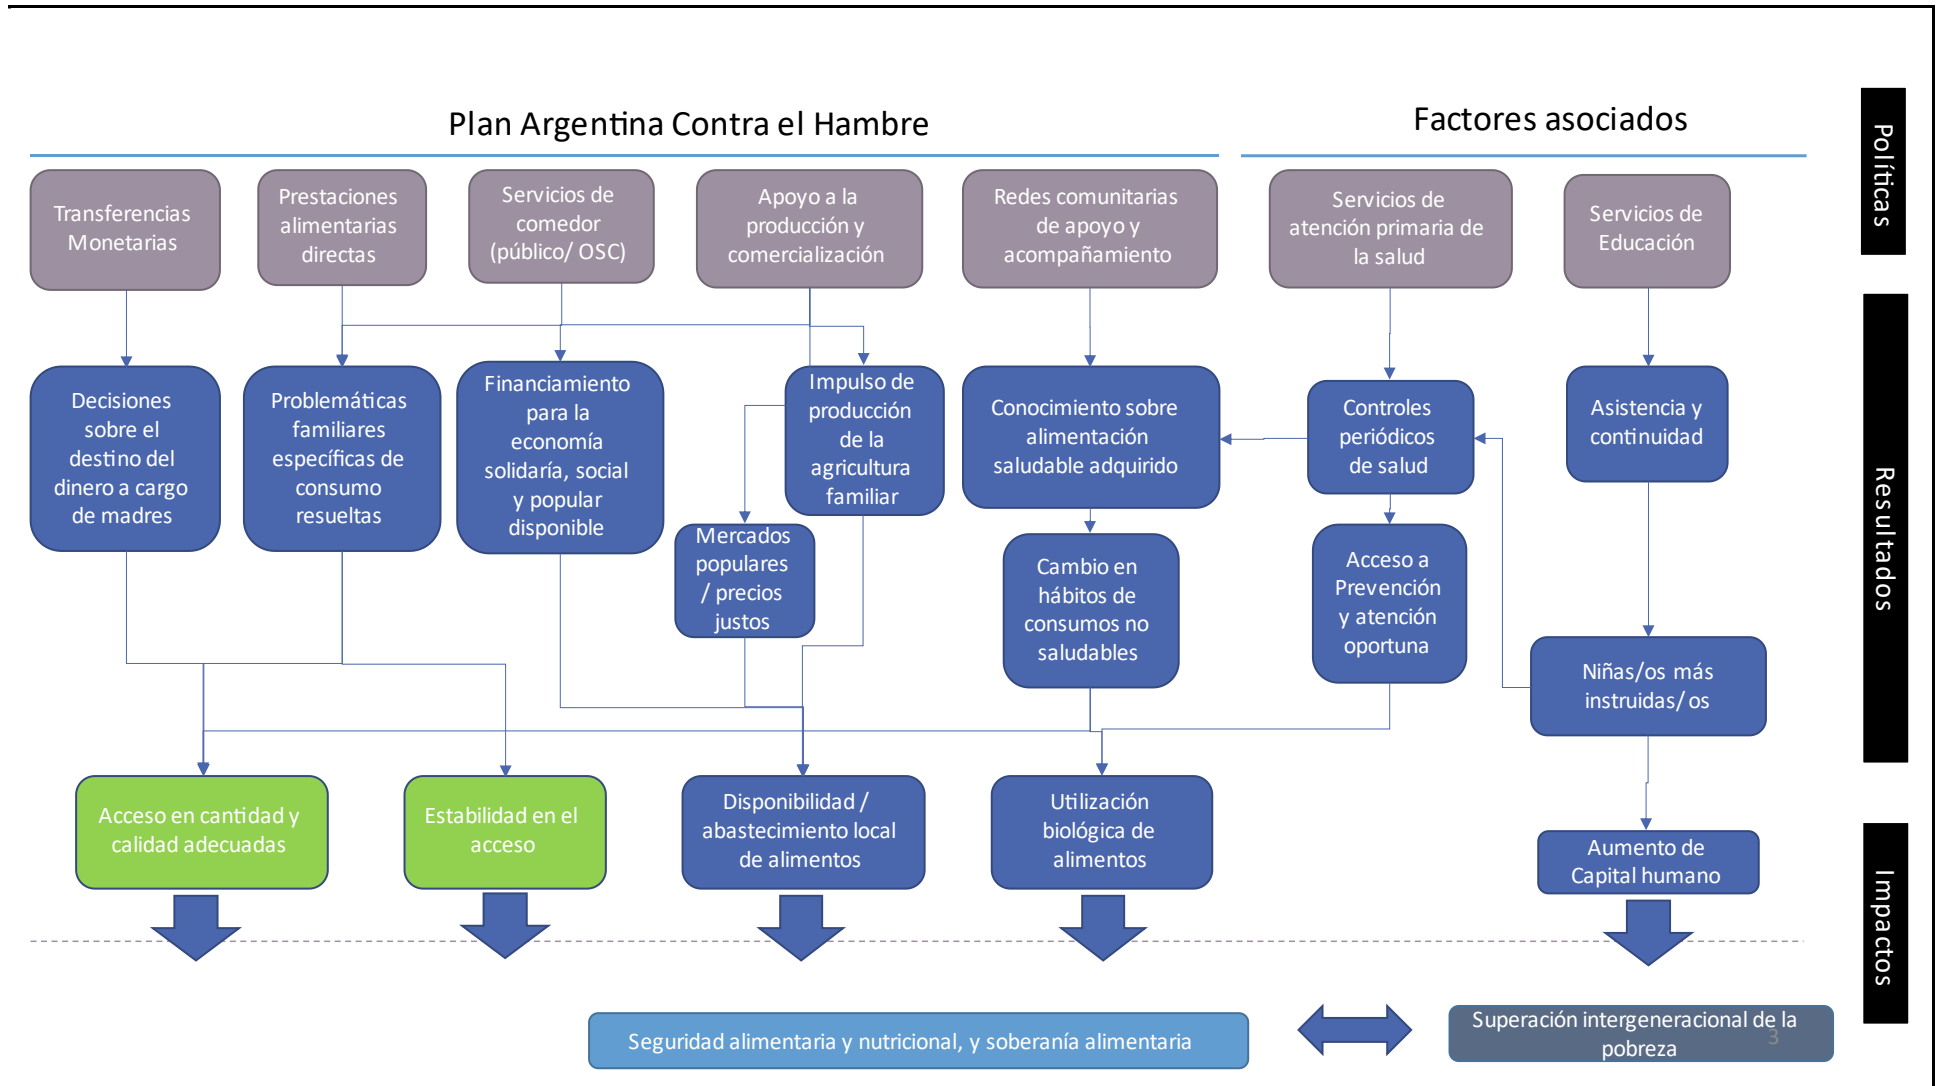 Plan Argentina Contra el Hambre
Factores asociados
Políticas
Transferencias
Monetarias
Prestaciones
alimentarias
directas
Servicios de
comedor
(público/ OSC)
Apoyo a la
producción y
comercialización
Redes comunitarias
de apoyo y
acompañamiento
Servicios de
atención primaria de
la salud
Servicios de
Educación
Resultados
Decisiones
sobre el
destino del
dinero a cargo
de madres
Problemáticas
familiares
específicas de
consumo
resueltas
Financiamiento
para la
economía
solidaría, social
y popular
disponible
Impulso de
producción
de la
agricultura
familiar
Mercados
populares
/ precios
justos
Conocimiento sobre
alimentación
saludable adquirido
Cambio en
hábitos de
consumos no
saludables
Controles
periódicos
de salud
Acceso a
Prevención
y atención
oportuna
Asistencia y
continuidad
Niñas/os más
instruidas/ os
Impactos
Acceso en cantidad y
calidad adecuadas
Estabilidad en el
acceso
Disponibilidad /
abastecimiento local
de alimentos
Utilización
biológica de
alimentos
Aumento de
Capital humano
Seguridad alimentaria y nutricional, y soberanía alimentaria
Superación intergeneracional de la
pobreza
3